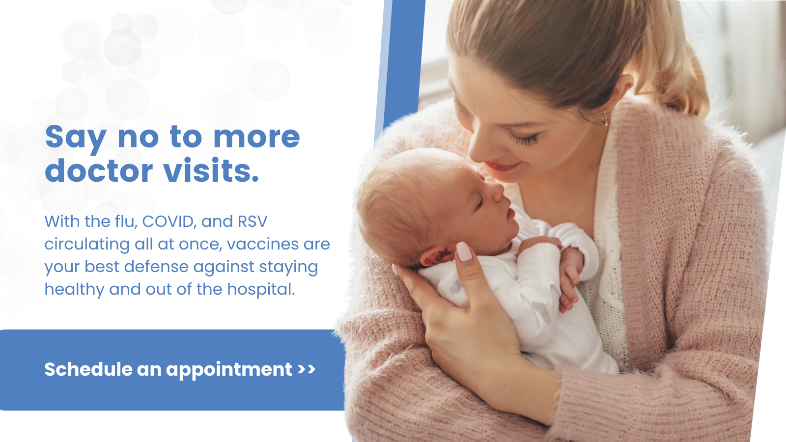 Say no to more
doctor visits.
With the flu, COVID, and RSV
circulating all at once, vaccines are
your best defense against staying
healthy and out of the hospital.
Schedule an appointment >>